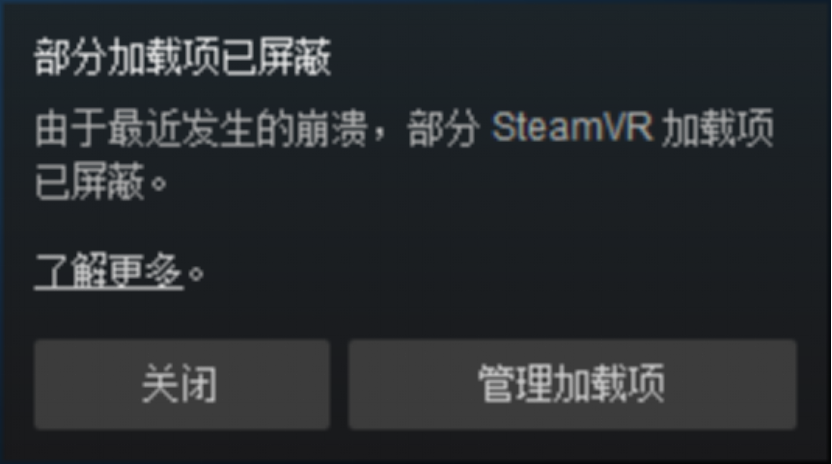 部分加载项已屏蔽
由于最近发生的崩溃，部分 SteamVR 加载项
已屏蔽。
了解更多。
关闭
管理加载项